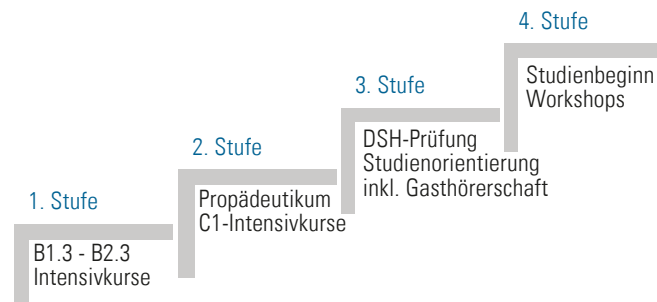 1. Stufe
B1.3 - B2.3
Intensivkurse
2. Stufe
Propädeutikum
C1-Intensivkurse
3. Stufe
DSH-Prüfung
Studienorientierung
inkl. Gasthörerschaft
4. Stufe
Studienbeginn
Workshops